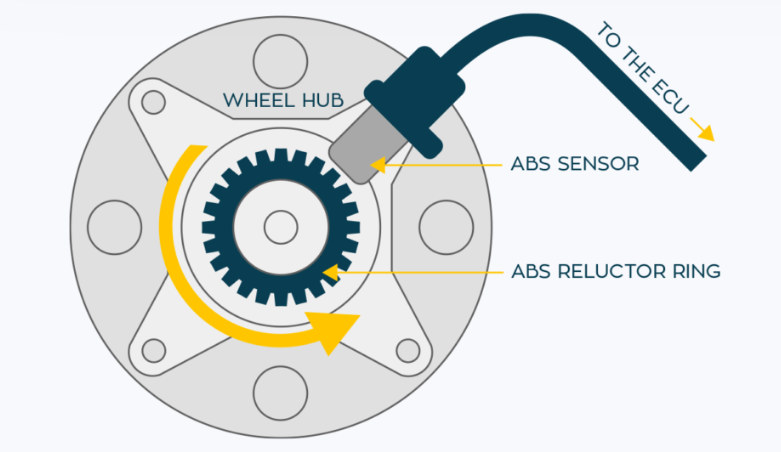 TO THE ECU
WHEEL HUB
ABS SENSOR
ABS RELUCTOR RING